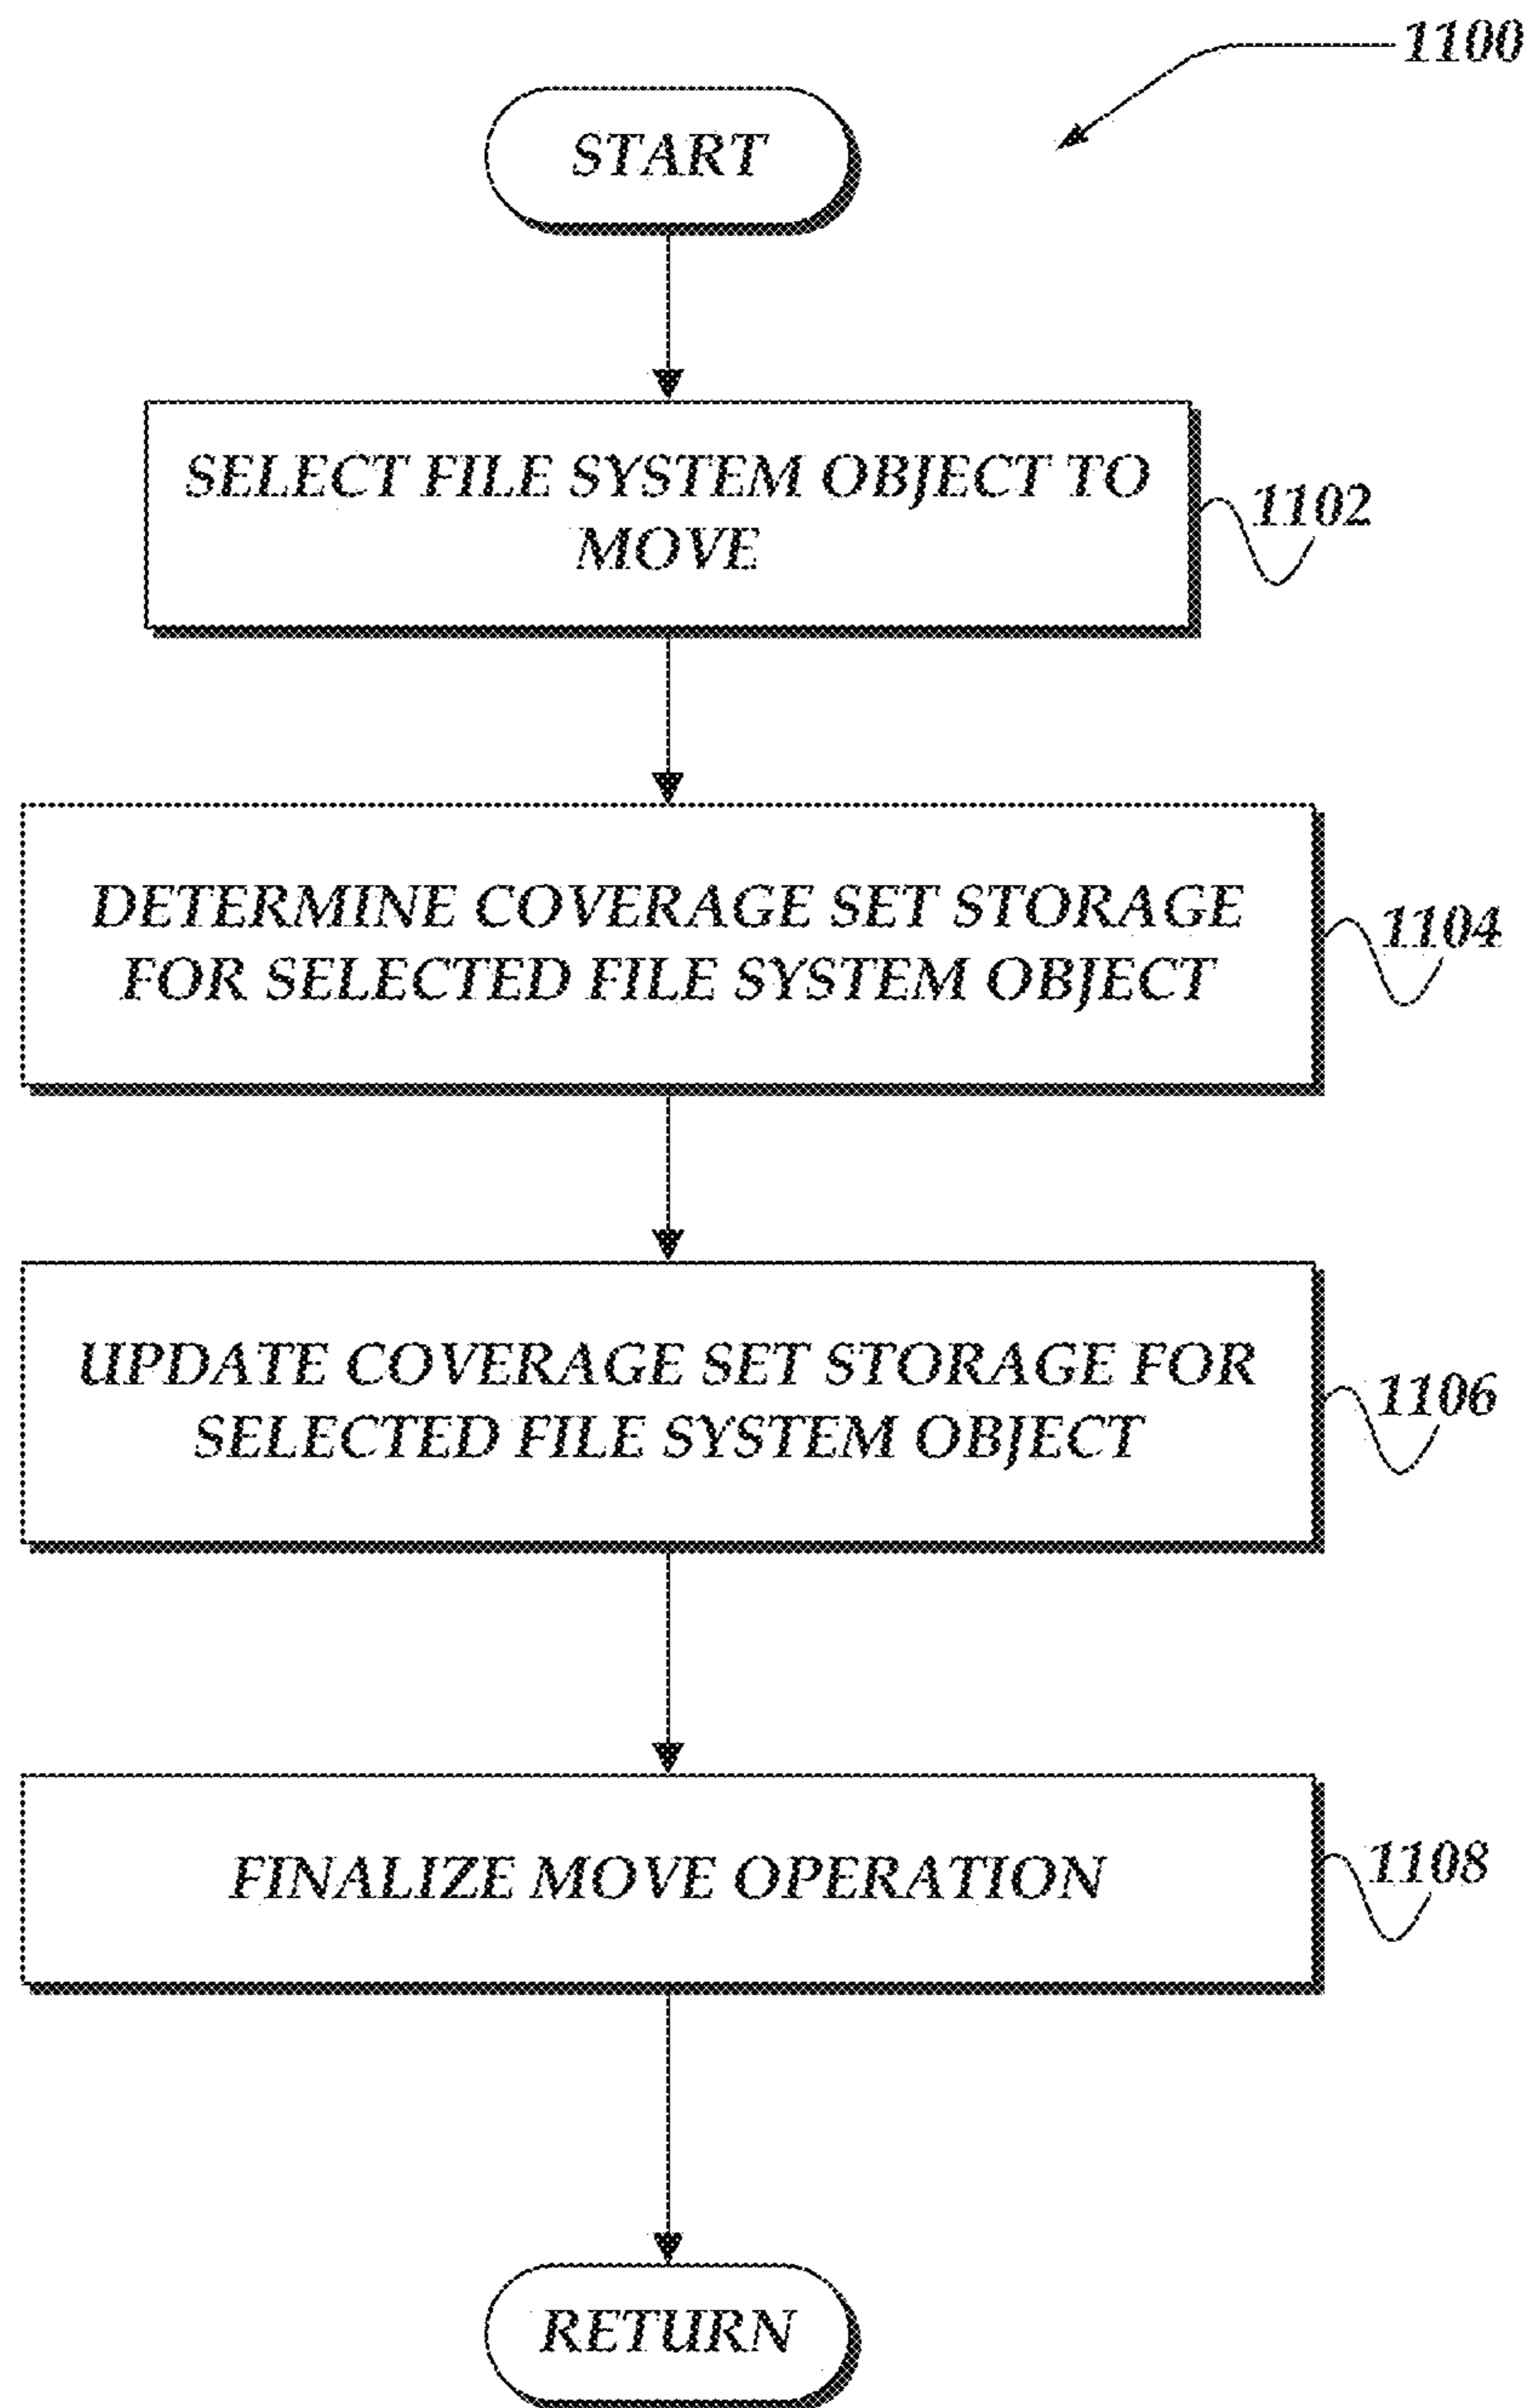 1100
START
SELECT FILE SYSTEM OBJECT TO
MOVE
1102
DETERMINE COVERAGE SET STORAGE
FOR SELECTED FILE SYSTEM OBJECT
1104
UPDATE COVERAGE SET STORAGE FOR
SELECTED FILE SYSTEM OBJECT
1106
FINALIZE MOVE OPERATION
1108
RETURN